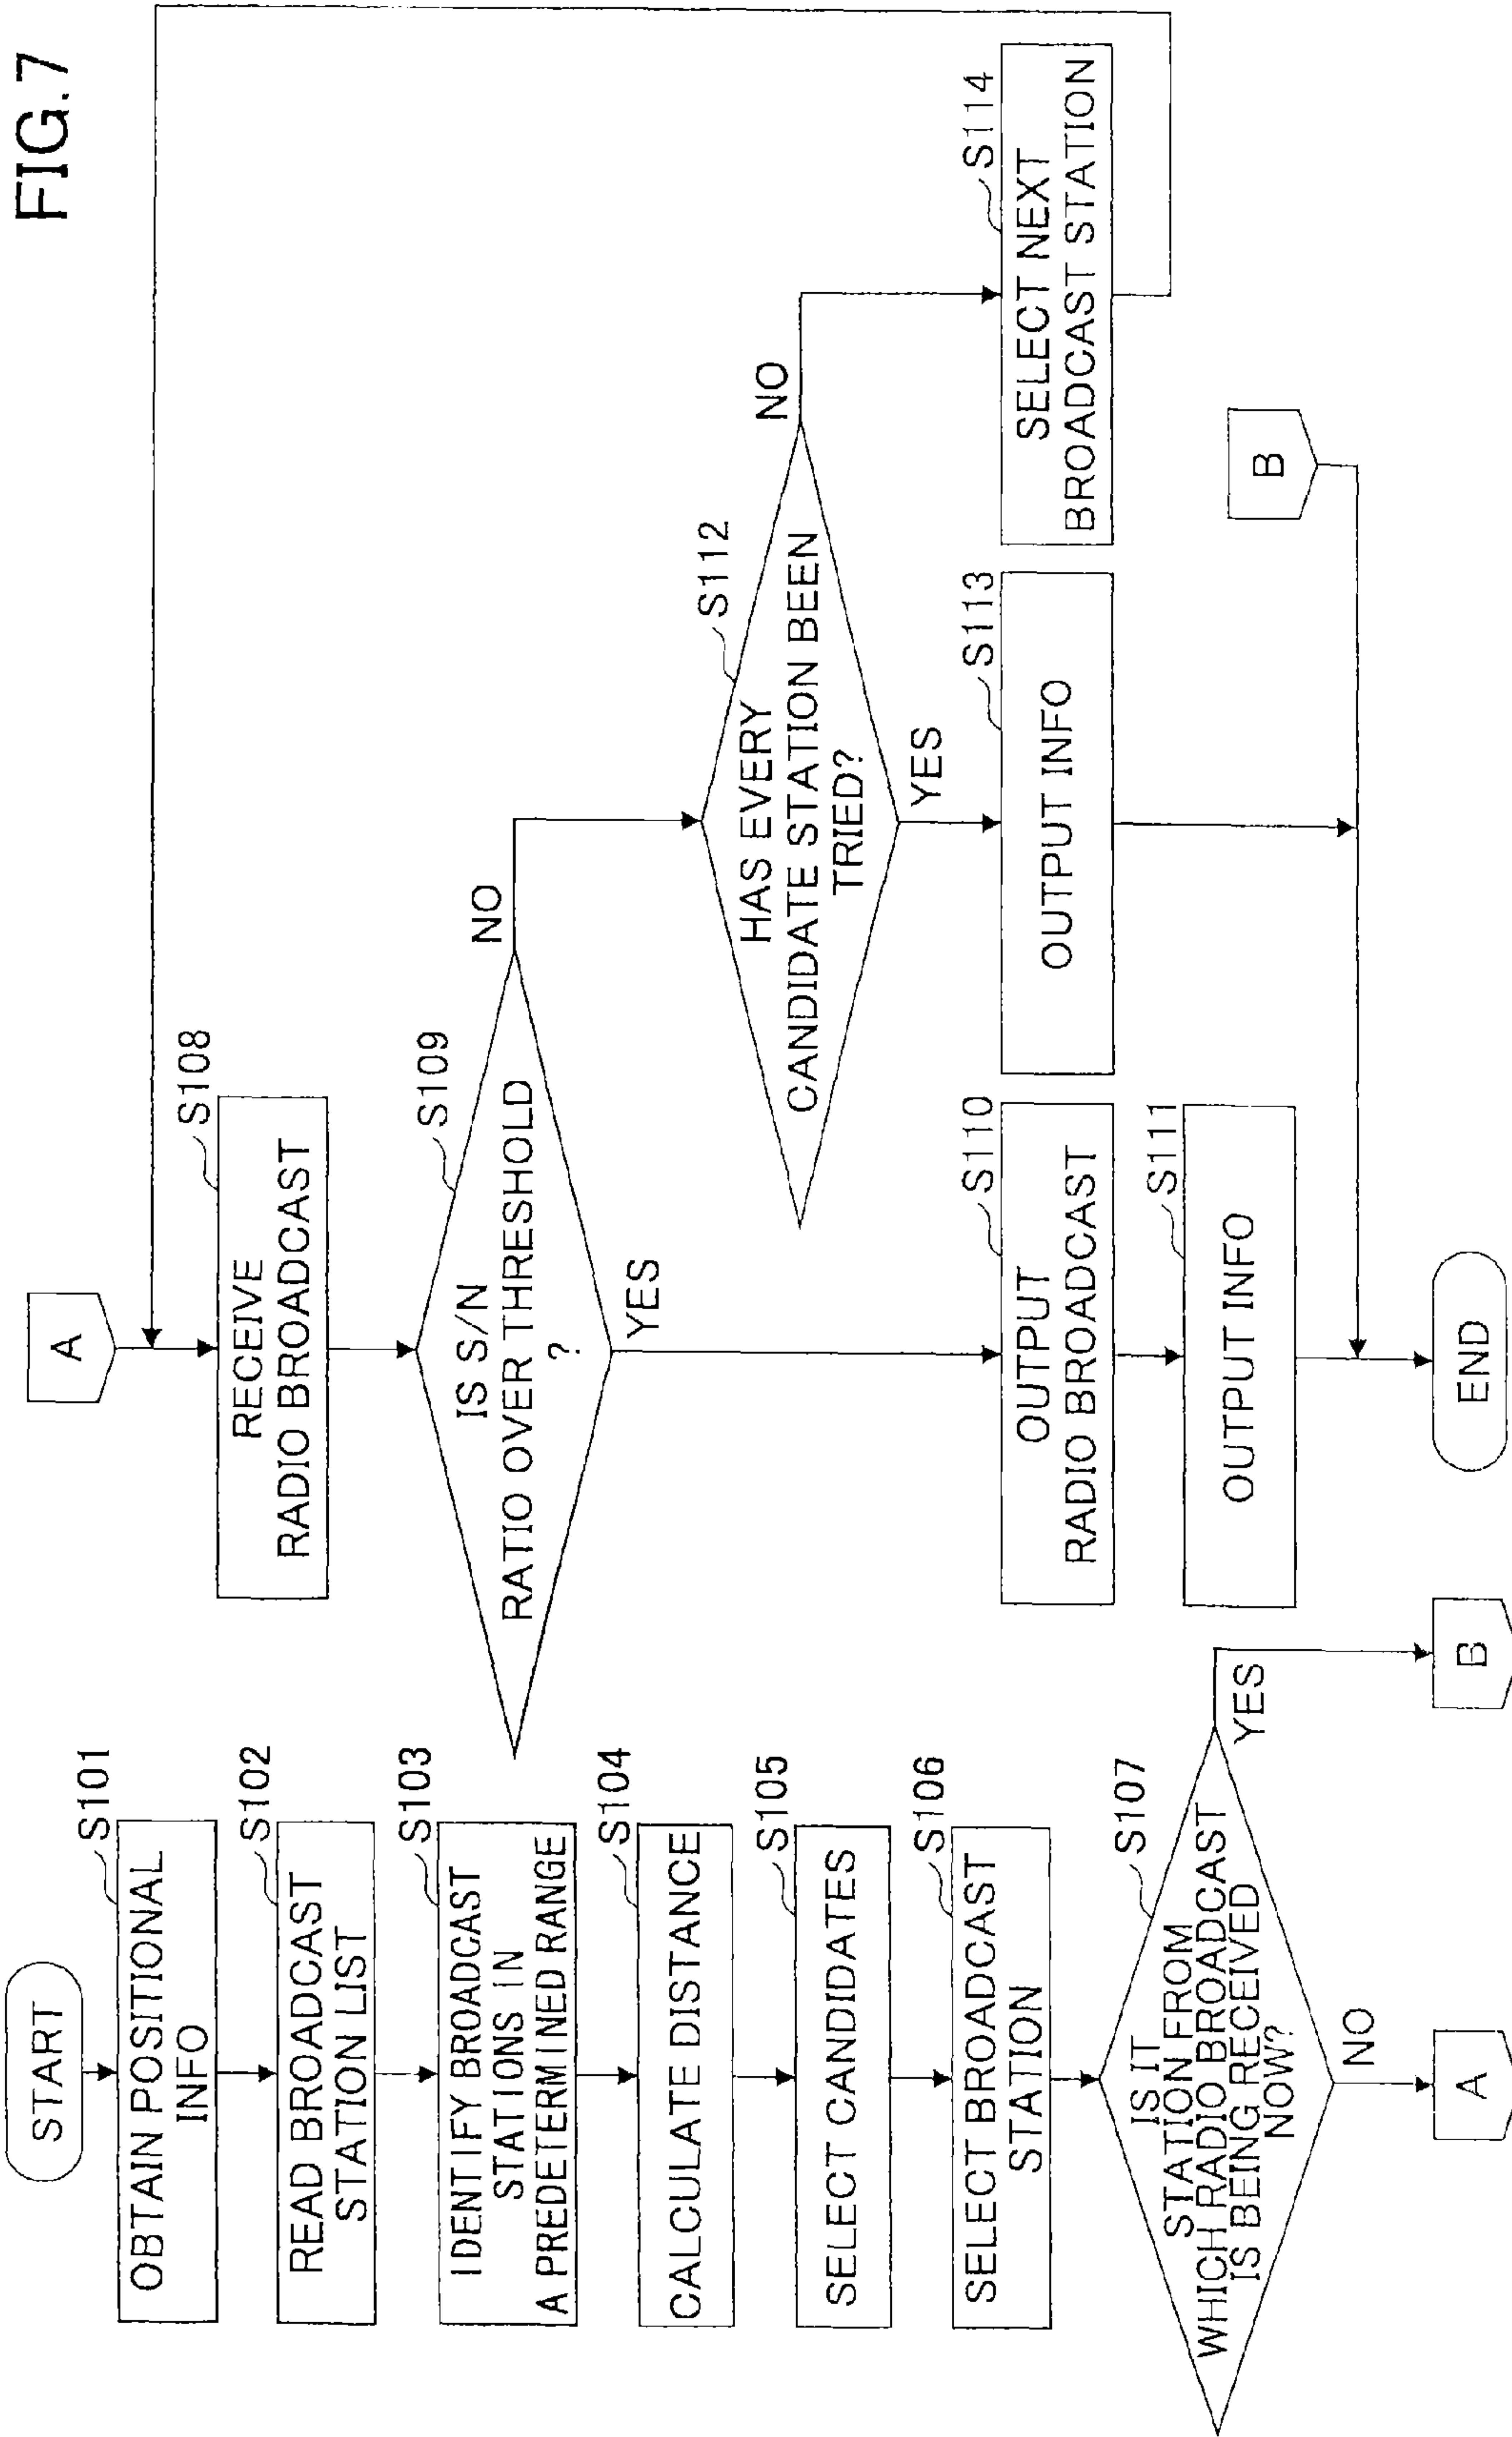 FIG.7
START
S101
OBTAIN POSITIONAL
INFO
S102
READ BROADCAST
STATION LIST
S103
IDENTIFY BROADCAST
STATIONS IN
A PREDETERMINED RANGE
S104
CALCULATE DISTANCE
S105
SELECT CANDIDATES
S106
SELECT BROADCAST
STATION
S107
IS IT
STATION FROM
WHICH RADIO BROADCAST
IS BEING RECEIVED
NOW?
YES
NO
A
B
A
S108
RECEIVE
RADIO BROADCAST
S109
IS S/N
RATIO OVER THRESHOLD
?
NO
YES
S112
HAS EVERY
CANDIDATE STATION BEEN
TRIED?
NO
YES
S110
OUTPUT
RADIO BROADCAST
S113
OUTPUT INFO
S114
SELECT NEXT
BROADCAST STATION
S111
OUTPUT INFO
B
END